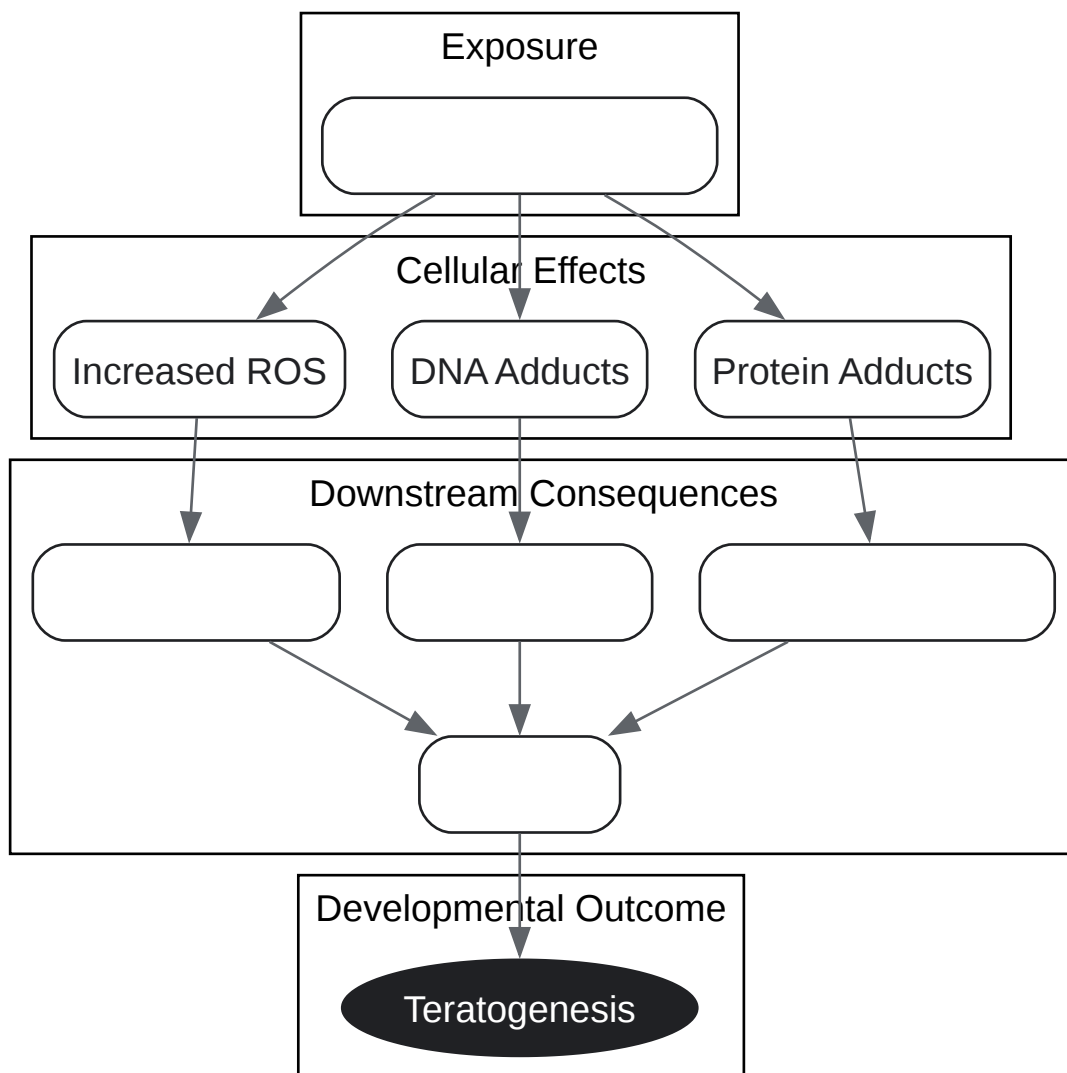 Exposure
Cellular Effects
Increased ROS
DNA Adducts
Protein Adducts
Downstream Consequences
Developmental Outcome
Teratogenesis